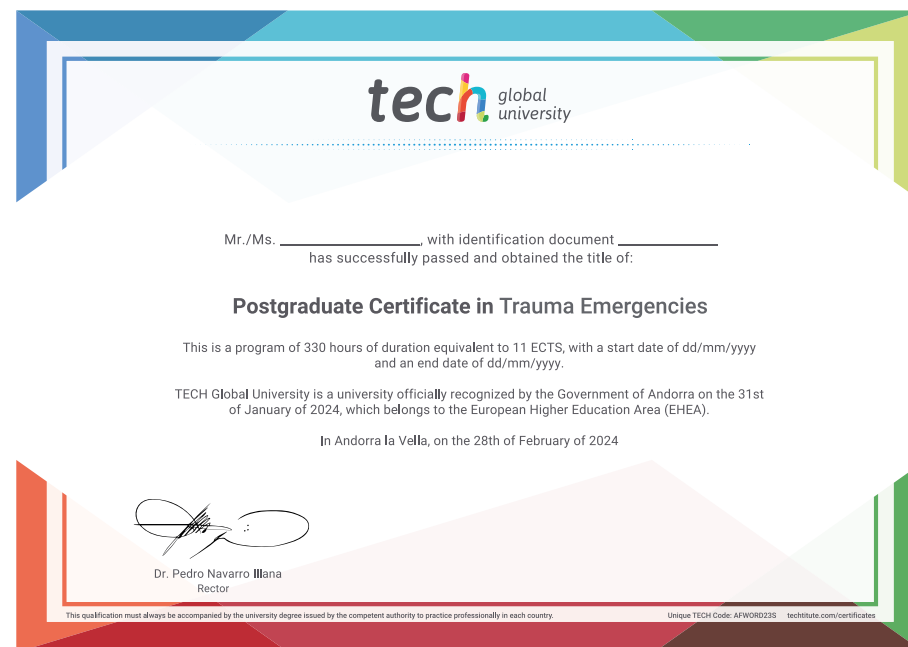 tech global university
Mr./Ms. ____________, with identification document ____________
has successfully passed and obtained the title of:
Postgraduate Certificate in Trauma Emergencies
This is a program of 330 hours of duration equivalent to 11 ECTS, with a start date of dd/mm/yyyy
and an end date of dd/mm/yyyy.
TECH Global University is a university officially recognized by the Government of Andorra on the 31st
of January of 2024, which belongs to the European Higher Education Area (EHEA).
In Andorra la Vella, on the 28th of February of 2024
Dr. Pedro Navarro Illana
Rector
This qualification must always be accompanied by the university degree issued by the competent authority to practice professionally in each country.
Unique TECH Code: AFWORD23S techtitute.com/certificates